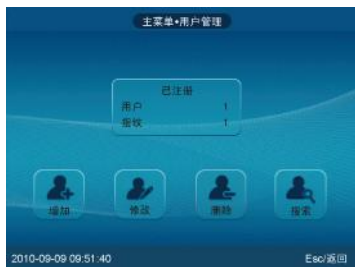 主菜单•用户管理
已注册
用户 1
指纹 1
增加 修改 删除 搜索
2010-09-09 09:51:40 Esc/返回